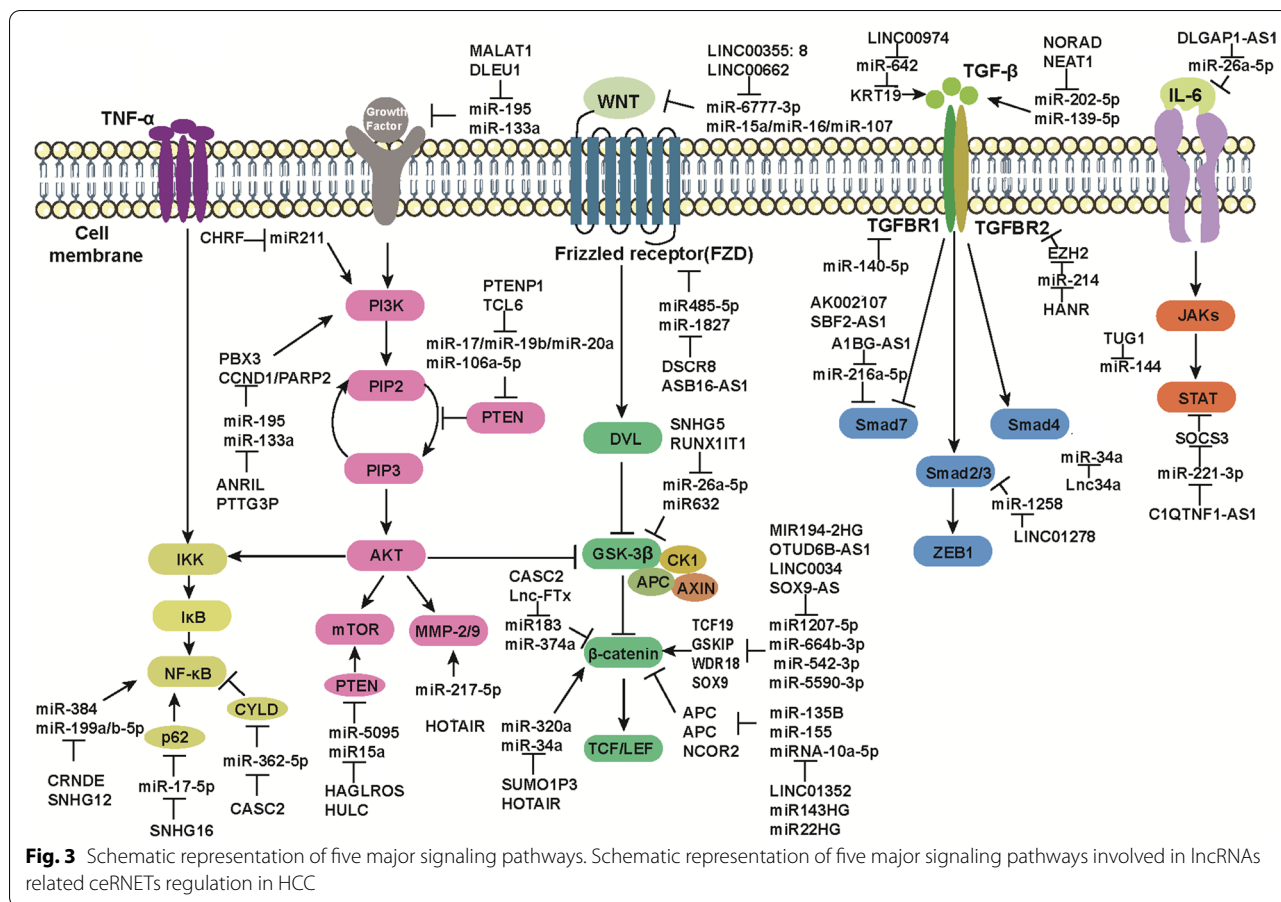 MALAT1
DLEU1
miR-195
miR-133a
LINC00355: 8
LINC00662
miR-6777-3p
miR-15a/miR-16/miR-107
LINC00974
miR-642
KRT19
TGF-β
NORAD
NEAT1
miR-202-5p
miR-139-5p
DLGAP1-AS1
miR-26a-5p
IL-6
TNF-α
Growth
Factor
WNT
Cell
membrane
CHRF
miR211
Frizzled receptor(FZD)
TGFBR1
TGFBR2
miR-140-5p
EZH2
miR-214
HANR
PI3K
PTENP1
TCL6
miR-17/miR-19b/miR-20a
miR-106a-5p
miR485-5p
miR-1827
DSCR8
ASB16-AS1
AK002107
SBF2-AS1
A1BG-AS1
miR-216a-5p
JAKs
TUG1
miR-144
STAT
PBX3
CCND1/PARP2
miR-195
miR-133a
ANRIL
PTTG3P
PIP2
PTEN
PIP3
DVL
SNHG5
RUNX1IT1
miR-26a-5p
miR632
Smad7
Smad4
Smad2/3
miR-34a
Lnc34a
miR-1258
LINC01278
ZEB1
SOCS3
miR-221-3p
C1QTNF1-AS1
IKK
AKT
GSK-3β
CK1
APC
AXIN
MIR194-2HG
OTUD6B-AS1
LINC0034
SOX9-AS
IκB
mTOR
MMP-2/9
CASC2
Lnc-FTx
miR183
miR-374a
β-catenin
TCF19
GSKIP
WDR18
SOX9
miR1207-5p
miR-664b-3p
miR-542-3p
miR-5590-3p
NF-κB
miR-384
miR-199a/b-5p
CRNDE
SNHG12
p62
miR-17-5p
SNHG16
CYLD
miR-362-5p
CASC2
PTEN
miR-5095
miR15a
HAGLROS
HULC
miR-217-5p
HOTAIR
miR-320a
miR-34a
SUMO1P3
HOTAIR
TCF/LEF
APC
APC
NCOR2
miR-135B
miR-155
miRNA-10a-5p
LINC01352
miR143HG
miR22HG
Fig. 3 Schematic representation of five major signaling pathways. Schematic representation of five major signaling pathways involved in lncRNAs
related ceRNETs regulation in HCC